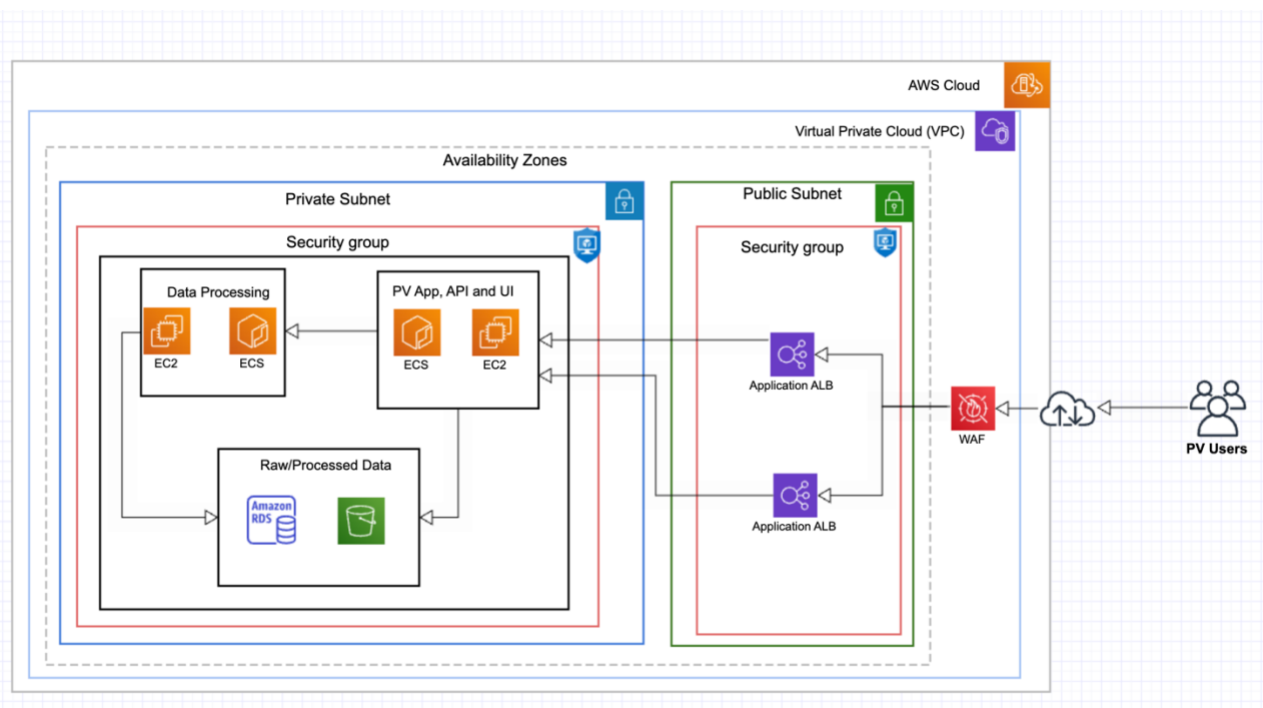 AWS Cloud
Virtual Private Cloud (VPC)
Availability Zones
Private Subnet
Public Subnet
Security group
Security group
Data Processing
EC2
ECS
PV App, API and UI
ECS
EC2
Raw/Processed Data
Amazon
RDS
Application ALB
Application ALB
WAF
PV Users